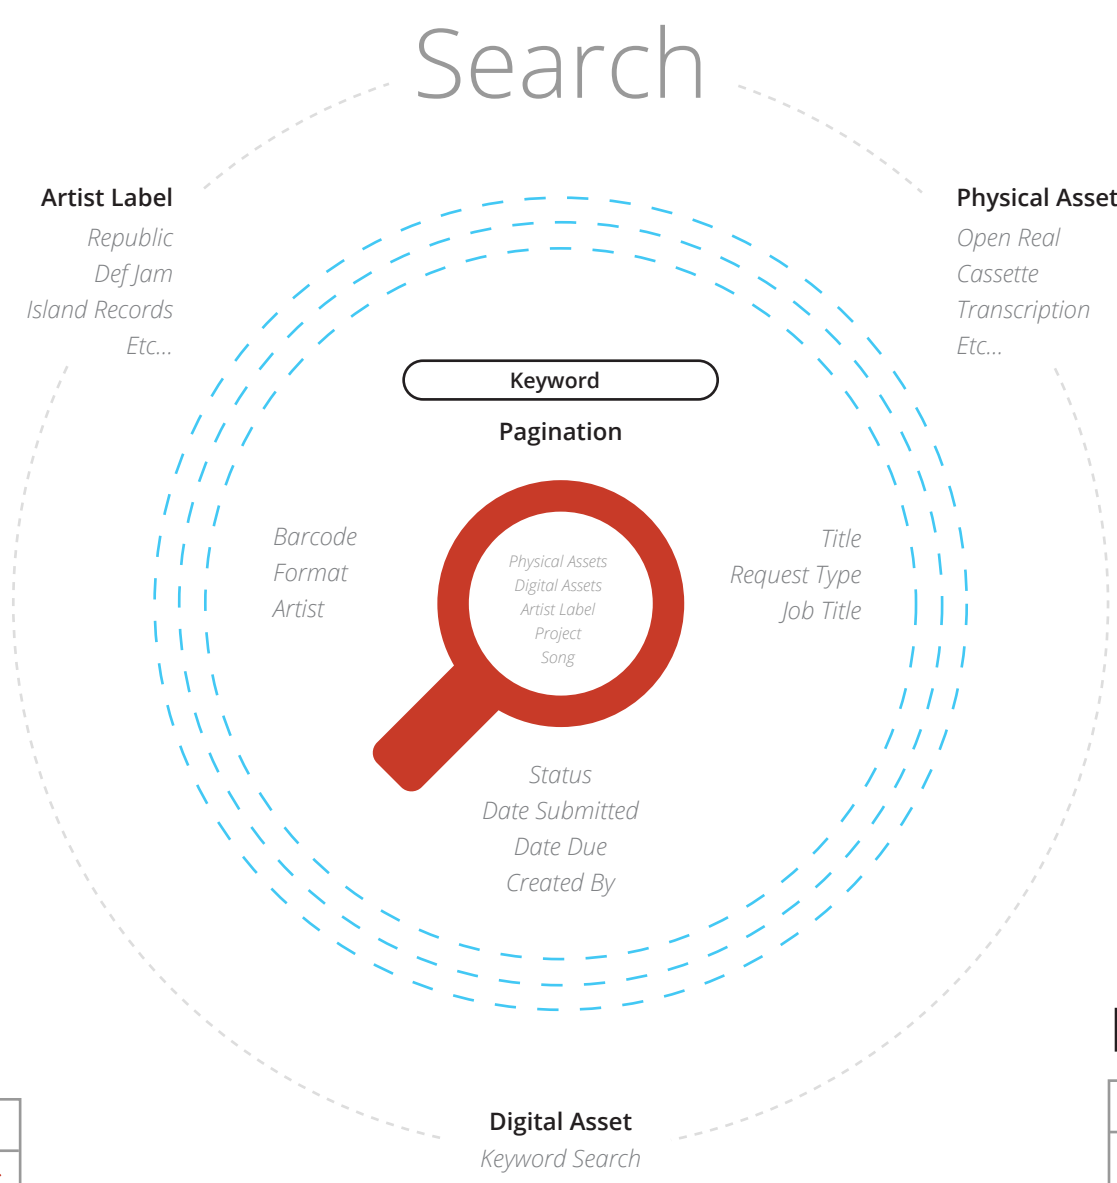 Search
Artist Label
Republic
Def Jam
Island Records
Etc...
Physical Asset
Open Real
Cassette
Transcription
Etc...
Keyword
Pagination
Barcode
Format
Artist
Physical Assets
Digital Assets
Artist Label
Project
Song
Title
Request Type
Job Title
Status
Date Submitted
Date Due
Created By
Digital Asset
Keyword Search